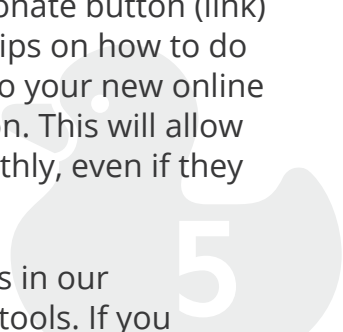 onate button (link)
ips on how to do
o your new online
n. This will allow
thly, even if they
s in our
tools. If you
5